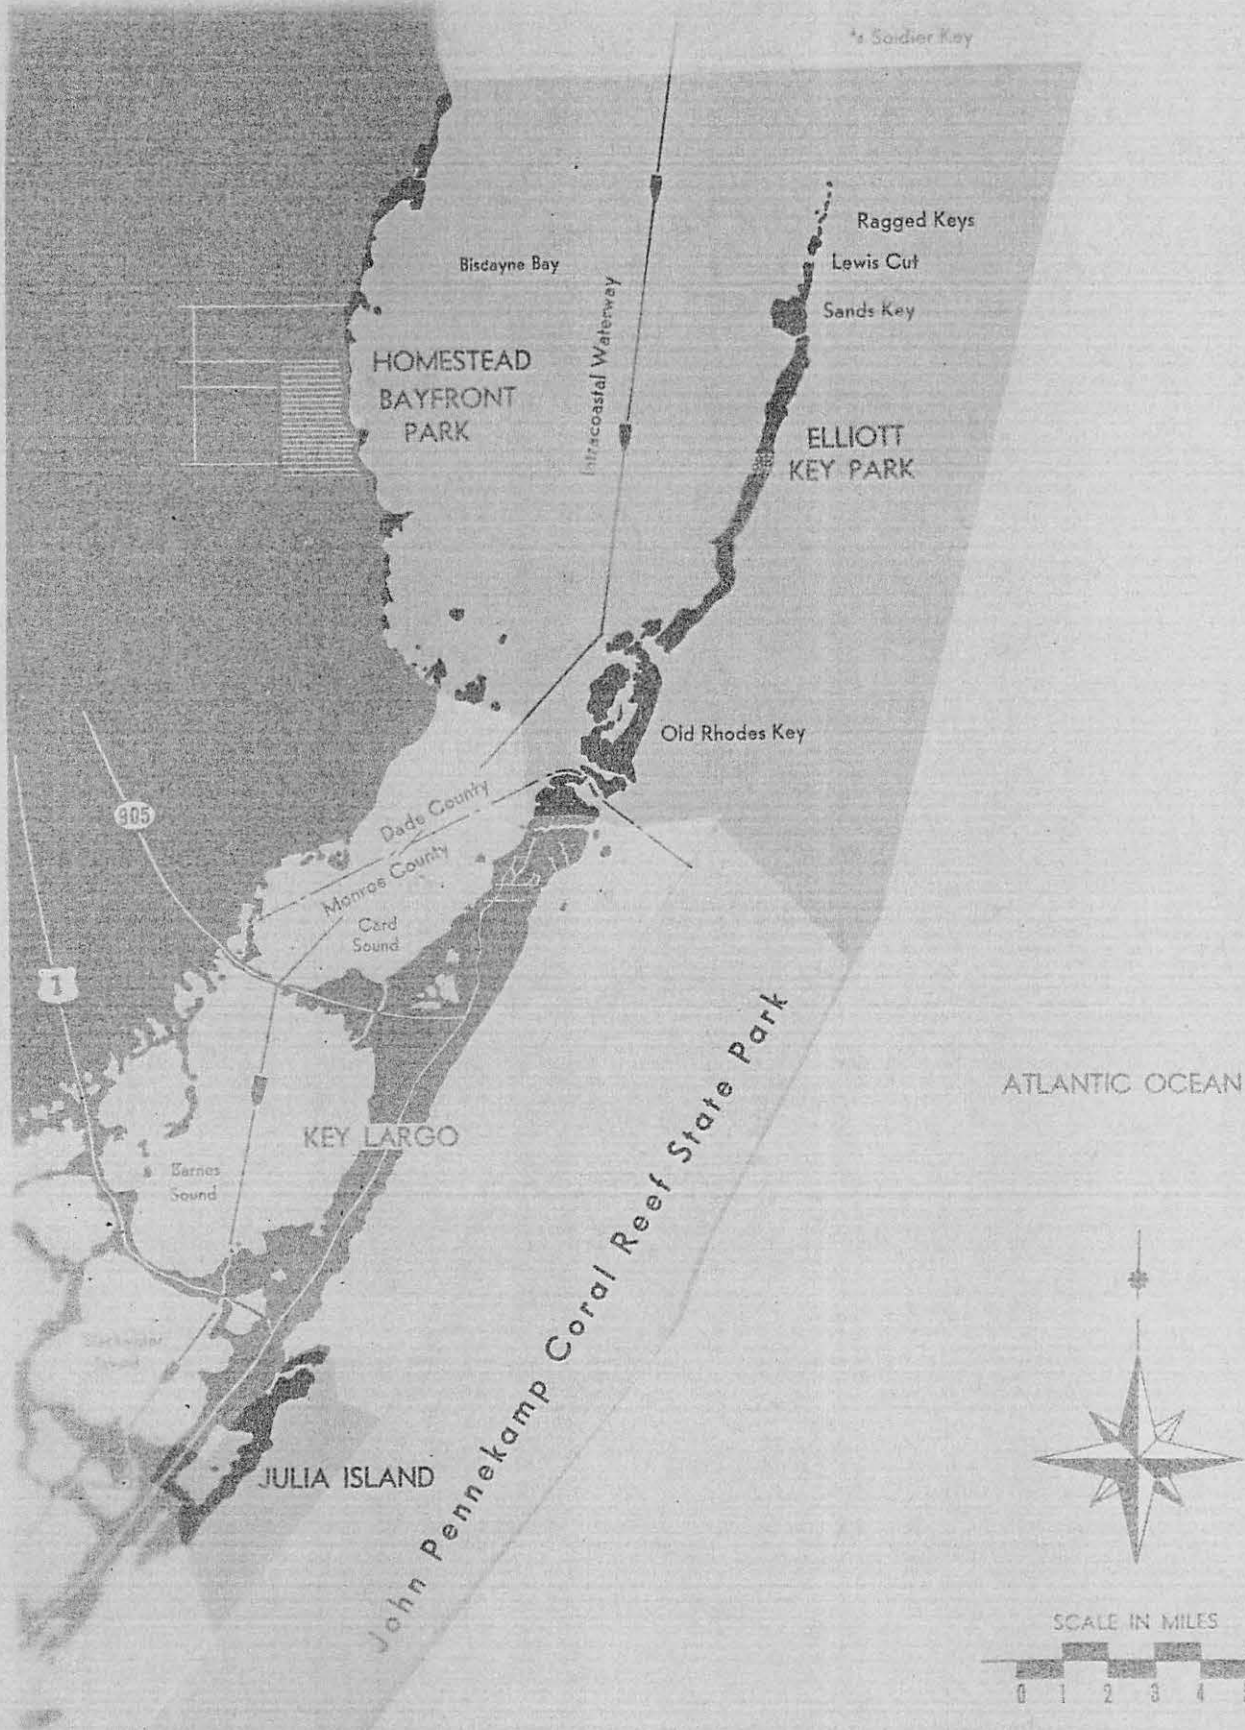 Soldier Key
Ragged Keys
Biscayne Bay
Lewis Cut
Intracoastal Waterway
Sands Key
HOMESTEAD
BAYFRONT
PARK
ELLIOTT
KEY PARK
Old Rhodes Key
905
Dade County
Monroe County
Card
Sound
1
John Pennekamp Coral Reef State Park
ATLANTIC OCEAN
KEY LARGO
Barnes
Sound
Sound
JULIA ISLAND
SCALE IN MILES
0 1 2 3 4